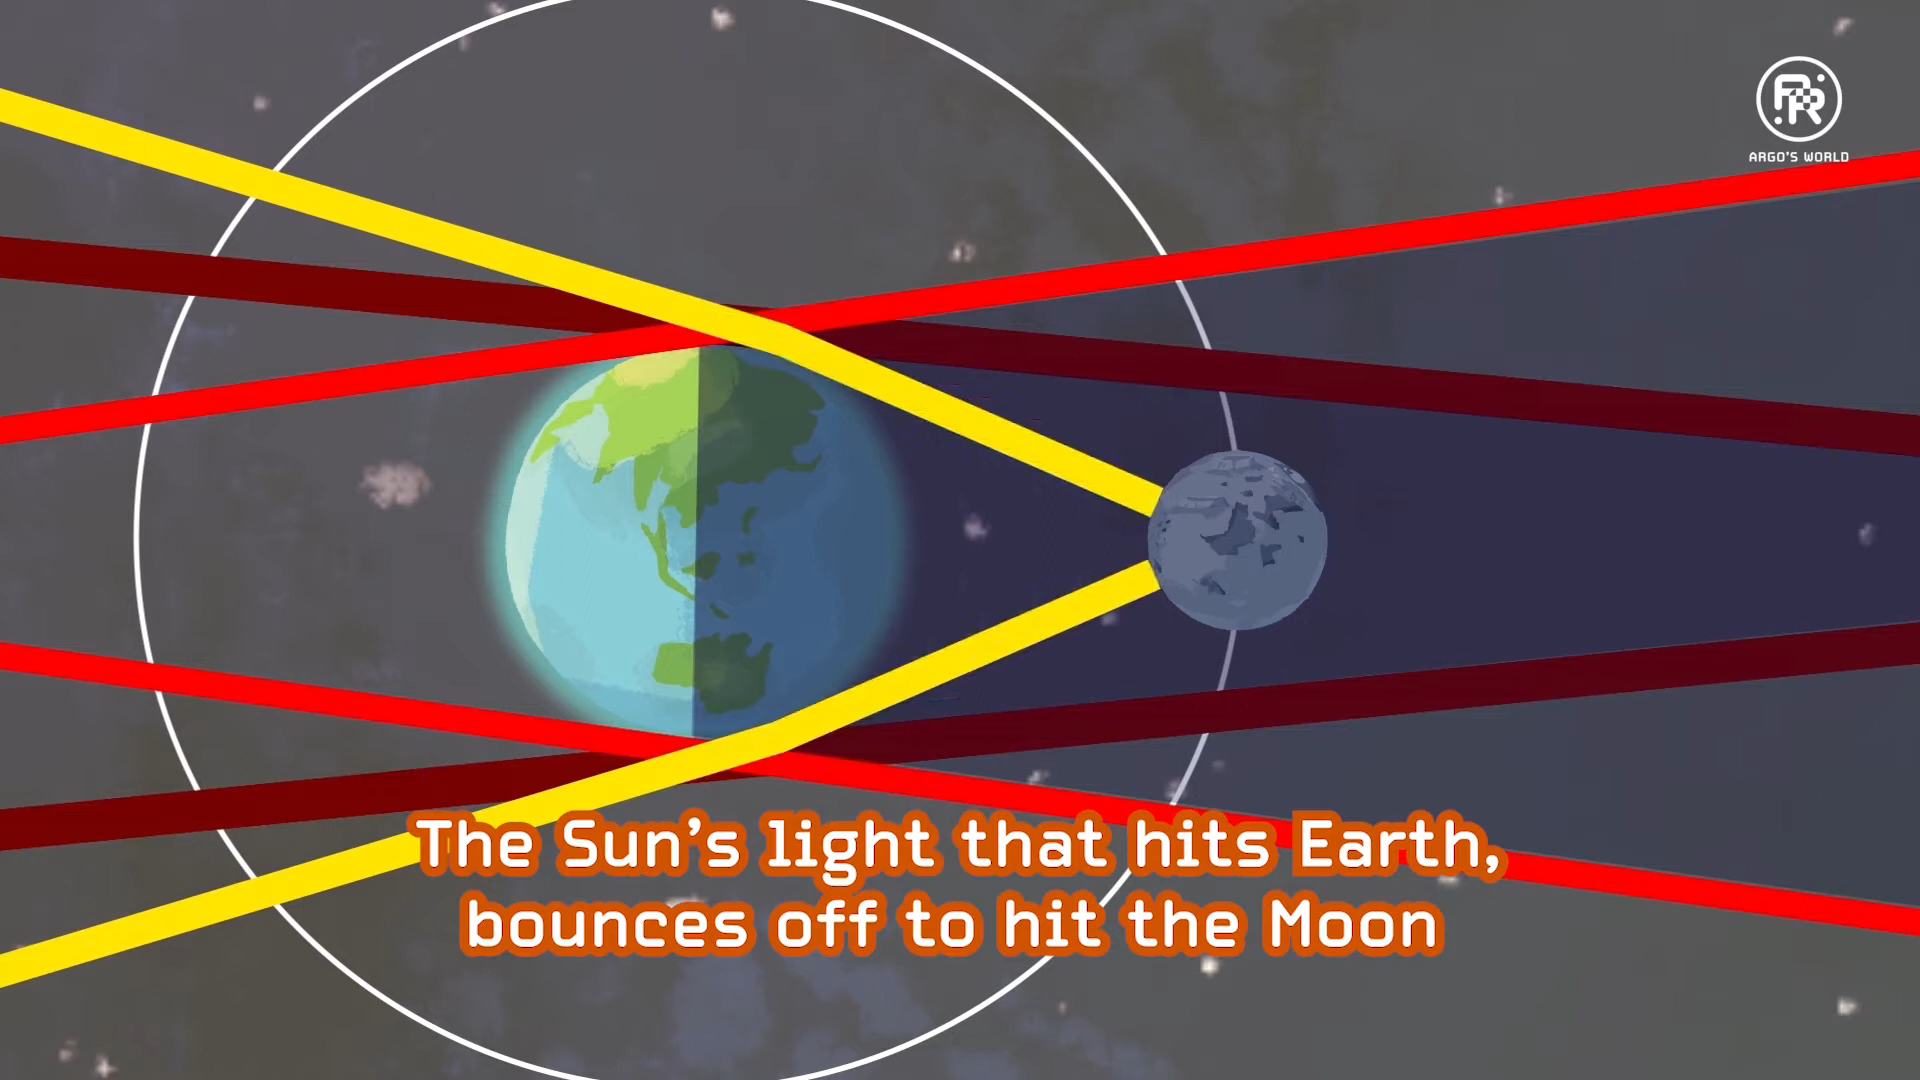 ARGO'S WORLD
The Sun's light that hits Earth,
bounces off to hit the Moon